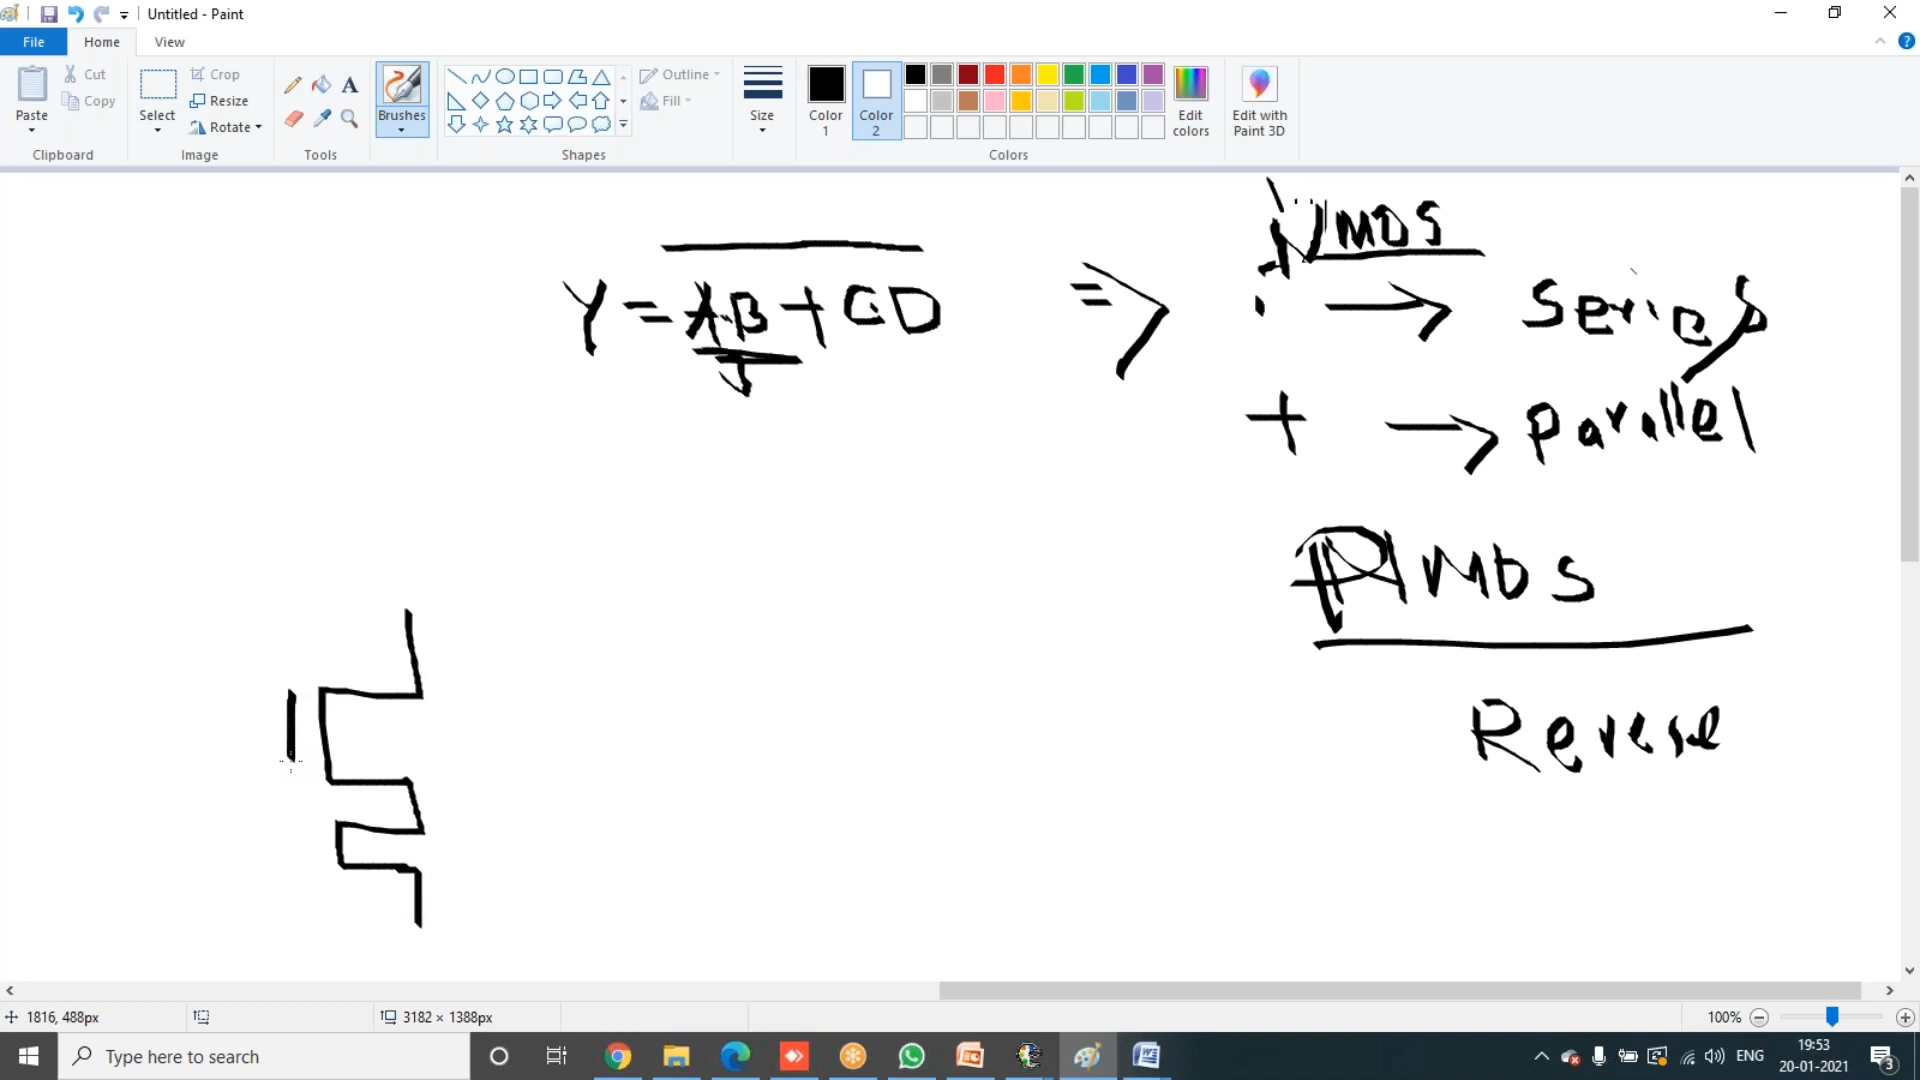 Untitled - Paint
File
Home
View
Paste
Cut
Copy
Clipboard
Select
Crop
Resize
Rotate
Image
Tools
Brushes
Shapes
Outline
Fill
Size
Color 1
Color 2
Colors
Edit colors
Edit with Paint 3D
NMOS
Y = A.B + C.D ⇒ . → Series
+ → Parallel
PMOS
Reverse
1816, 488px
3182 × 1388px
100%
Type here to search
ENG
19:53
20-01-2021
3